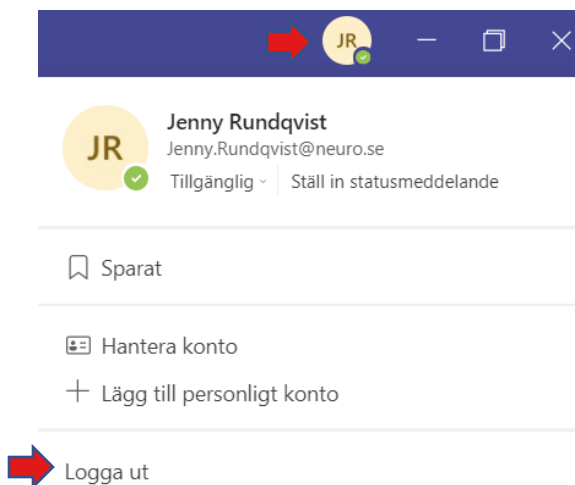 JR
JR
Jenny Rundqvist
Jenny.Rundqvist@neuro.se
Tillgänglig Ställ in statusmeddelande
Sparat
Hantera konto
Lägg till personligt konto
Logga ut